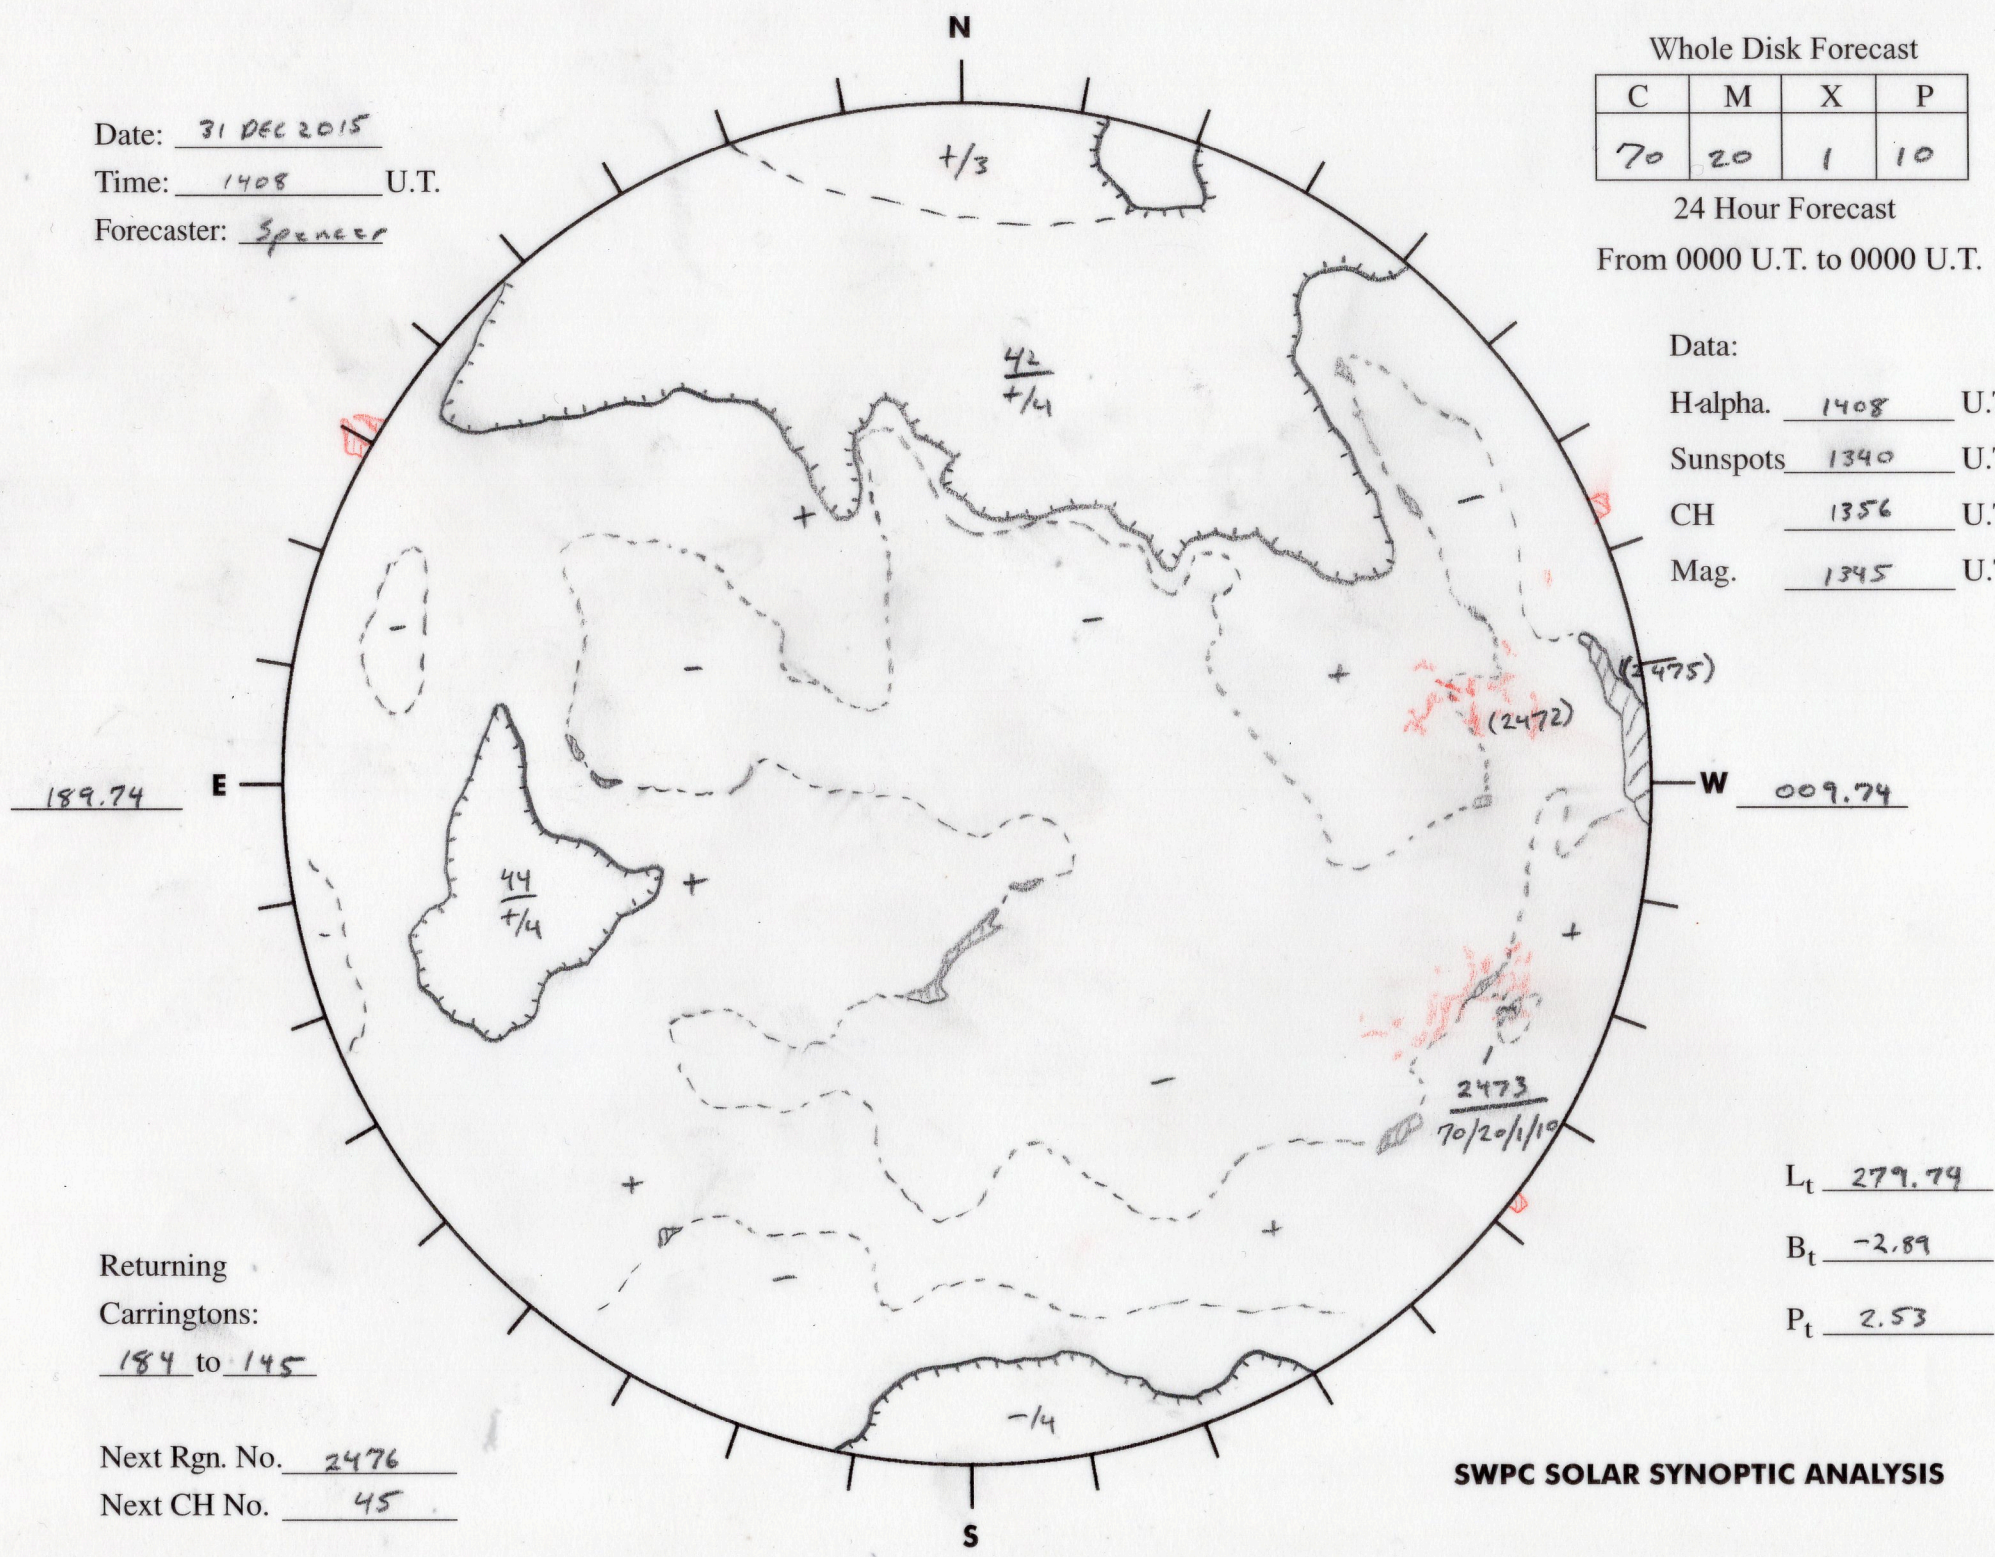 N
Date: 31 DEC 2015
Time: 1408 U.T.
Forecaster: Spencer
Whole Disk Forecast
C M X P
70 20 1 10
24 Hour Forecast
From 0000 U.T. to 0000 U.T.
Data:
H-alpha. 1408 U.T
Sunspots 1340 U.T
CH 1356 U.T
Mag. 1345 U.T
+/3
42
+/4
+
-
-
-
-
+
(2475)
(2472)
189.74 E
W 009.74
44
+/4
+
-
+
-
2473
70/20/1/10
+
+
-
-/4
Lt 279.74
Bt -2.89
Pt 2.53
Returning
Carringtons:
184 to 145
Next Rgn. No. 2476
Next CH No. 45
S
SWPC SOLAR SYNOPTIC ANALYSIS